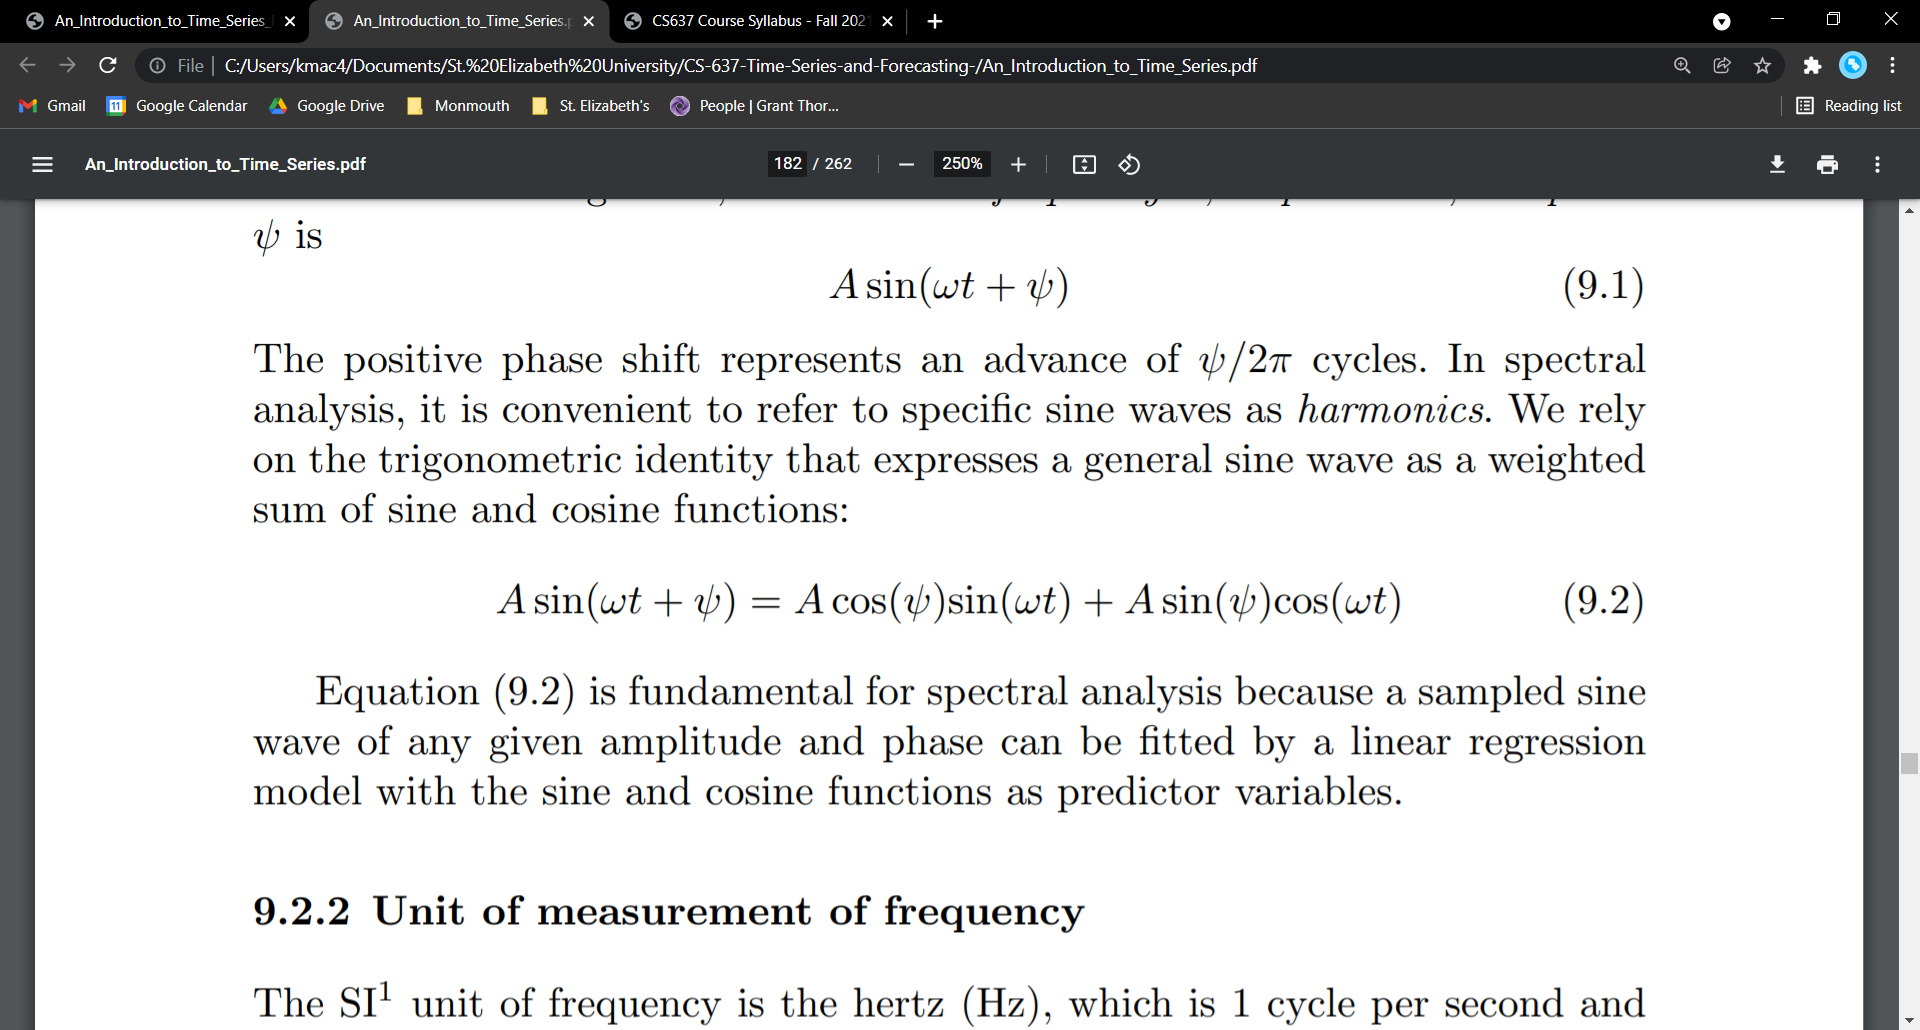 An_Introduction_to_Time_Series_
An_Introduction_to_Time_Series.p
CS637 Course Syllabus - Fall 202
File | C:/Users/kmac4/Documents/St.%20Elizabeth%20University/CS-637-Time-Series-and-Forecasting-/An_Introduction_to_Time_Series.pdf
Gmail 11 Google Calendar Google Drive Monmouth St. Elizabeth's People | Grant Thor... Reading list
An_Introduction_to_Time_Series.pdf 182 / 262 − 250% +
ψ is
A sin(ωt + ψ) (9.1)
The positive phase shift represents an advance of ψ/2π cycles. In spectral
analysis, it is convenient to refer to specific sine waves as harmonics. We rely
on the trigonometric identity that expresses a general sine wave as a weighted
sum of sine and cosine functions:
A sin(ωt + ψ) = A cos(ψ)sin(ωt) + A sin(ψ)cos(ωt) (9.2)
Equation (9.2) is fundamental for spectral analysis because a sampled sine
wave of any given amplitude and phase can be fitted by a linear regression
model with the sine and cosine functions as predictor variables.
9.2.2 Unit of measurement of frequency
The SI¹ unit of frequency is the hertz (Hz), which is 1 cycle per second and